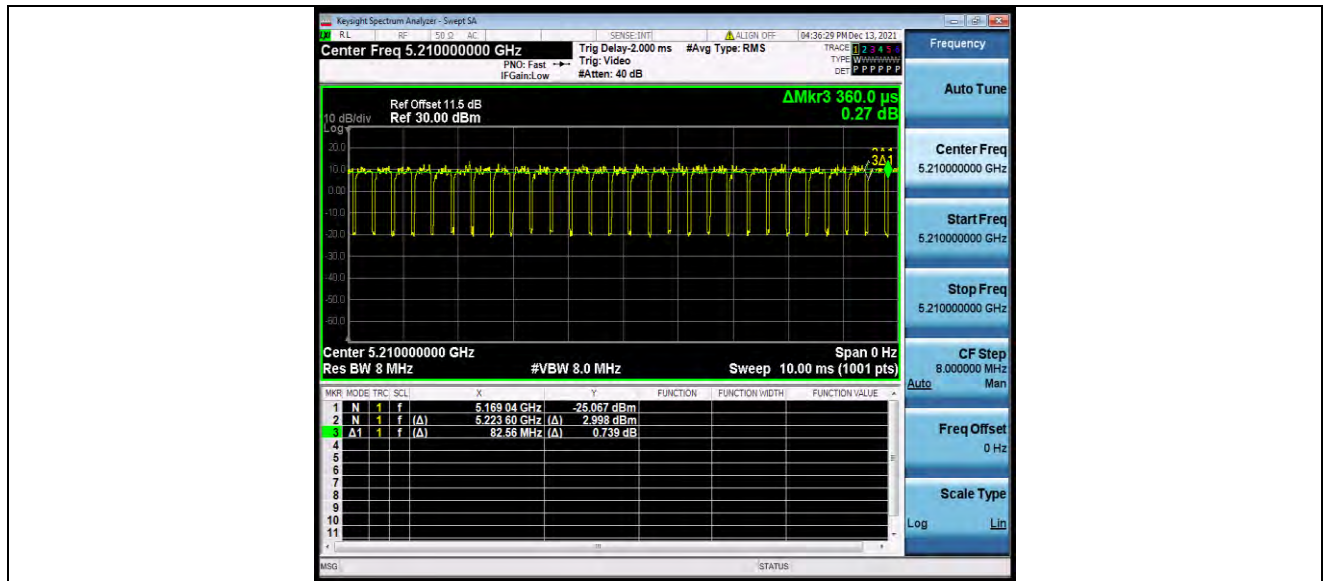 Keysight Spectrum Analyzer - Swept SA
RL RF 50 Ω AC SENSE:INT ALIGN OFF 04:36:29 PM Dec 13, 2021
Center Freq 5.210000000 GHz
Trig Delay-2.000 ms #Avg Type: RMS
TRACE 1 2 3 4 5 6
PNO: Fast Trig: Video
TYPE WWWWWW
IFGain:Low #Atten: 40 dB
DET P P P P P P
ΔMkr3 360.0 µs
0.27 dB
Ref Offset 11.5 dB
10 dB/div Ref 30.00 dBm
Log
20.0
10.0
0.00
-10.0
-20.0
-30.0
-40.0
-50.0
-60.0
3Δ1
Center 5.210000000 GHz Span 0 Hz
Res BW 8 MHz #VBW 8.0 MHz Sweep 10.00 ms (1001 pts)
MKR MODE TRC SCL X Y FUNCTION FUNCTION WIDTH FUNCTION VALUE
1 N 1 f 5.169 04 GHz -25.067 dBm
2 N 1 f (Δ) 5.223 60 GHz (Δ) 2.998 dBm
3 Δ1 1 f (Δ) 82.56 MHz (Δ) 0.739 dB
4
5
6
7
8
9
10
11
MSG STATUS
Frequency
Auto Tune
Center Freq
5.210000000 GHz
Start Freq
5.210000000 GHz
Stop Freq
5.210000000 GHz
CF Step
8.000000 MHz
Auto Man
Freq Offset
0 Hz
Scale Type
Log Lin